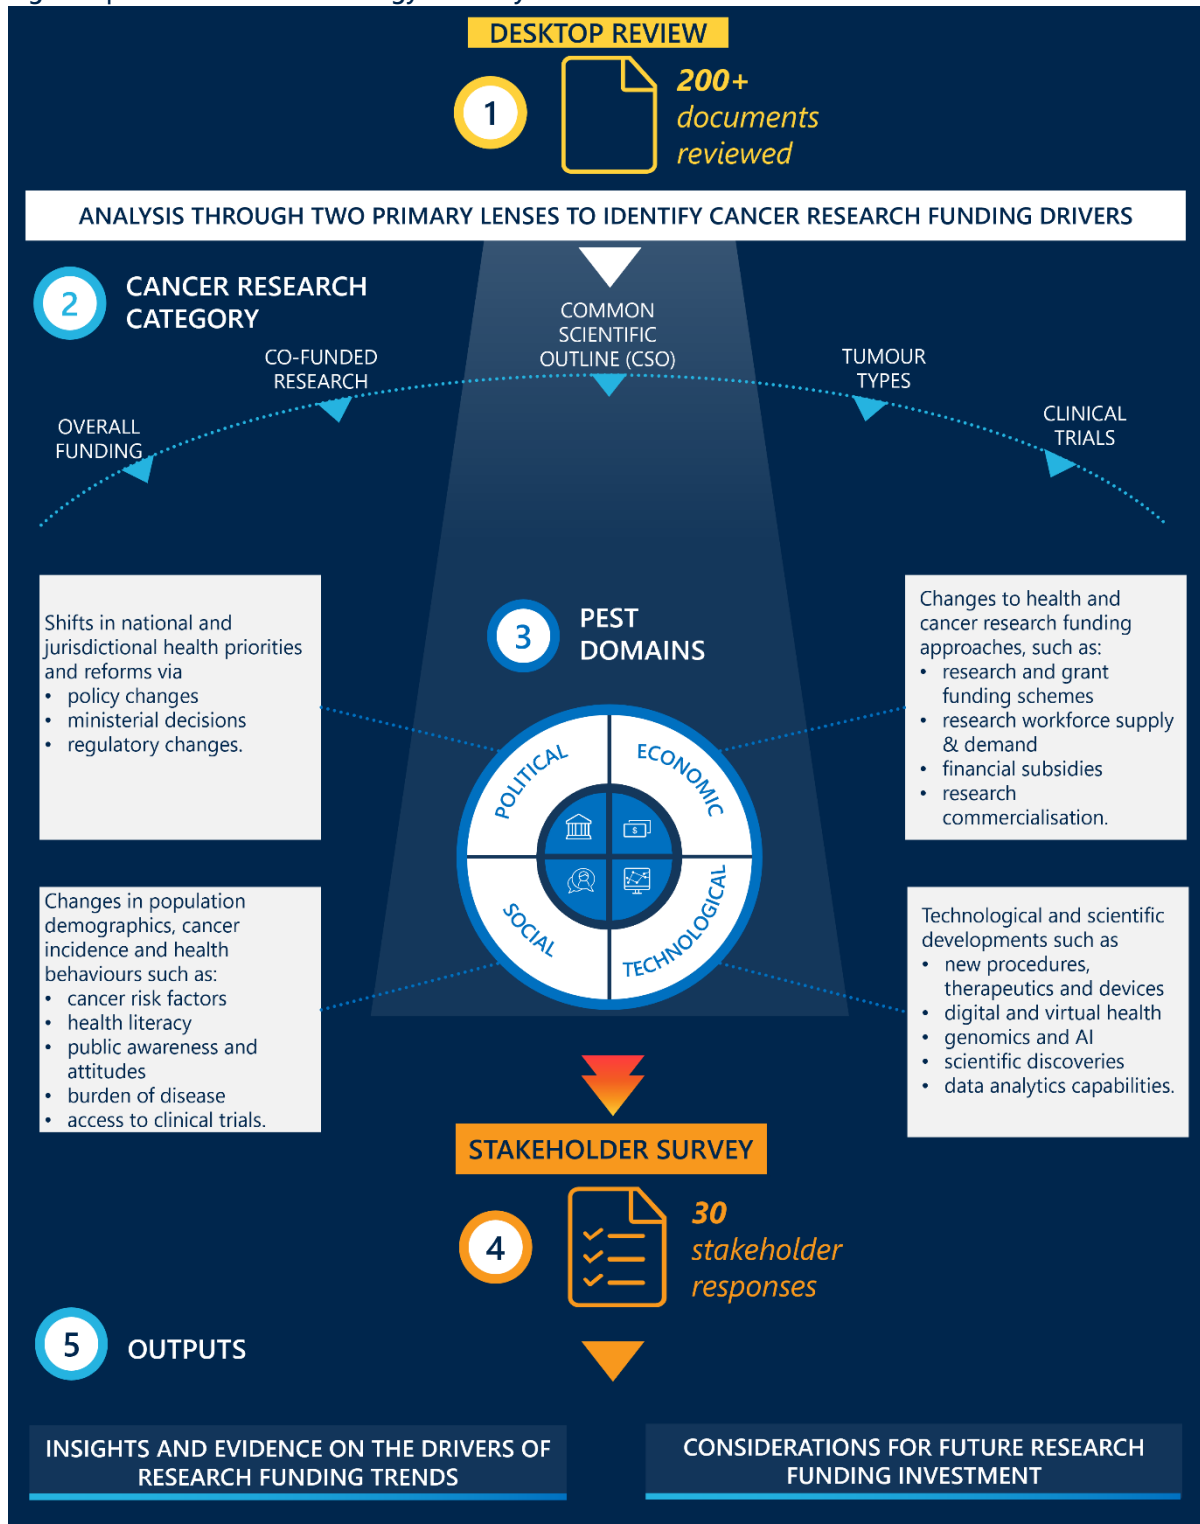 DESKTOP REVIEW
1
200+
documents
reviewed
ANALYSIS THROUGH TWO PRIMARY LENSES TO IDENTIFY CANCER RESEARCH FUNDING DRIVERS
2
CANCER RESEARCH
CATEGORY
OVERALL
FUNDING
CO-FUNDED
RESEARCH
COMMON
SCIENTIFIC
OUTLINE (CSO)
TUMOUR
TYPES
CLINICAL
TRIALS
3
PEST
DOMAINS
Shifts in national and
jurisdictional health priorities
and reforms via
• policy changes
• ministerial decisions
• regulatory changes.
Changes to health and
cancer research funding
approaches, such as:
• research and grant
funding schemes
• research workforce supply
& demand
• financial subsidies
• research
commercialisation.
POLITICAL
ECONOMIC
$
SOCIAL
TECHNOLOGICAL
Changes in population
demographics, cancer
incidence and health
behaviours such as:
• cancer risk factors
• health literacy
• public awareness and
attitudes
• burden of disease
• access to clinical trials.
Technological and scientific
developments such as
• new procedures,
therapeutics and devices
• digital and virtual health
• genomics and AI
• scientific discoveries
• data analytics capabilities.
STAKEHOLDER SURVEY
4
30
stakeholder
responses
5
OUTPUTS
INSIGHTS AND EVIDENCE ON THE DRIVERS OF
RESEARCH FUNDING TRENDS
CONSIDERATIONS FOR FUTURE RESEARCH
FUNDING INVESTMENT